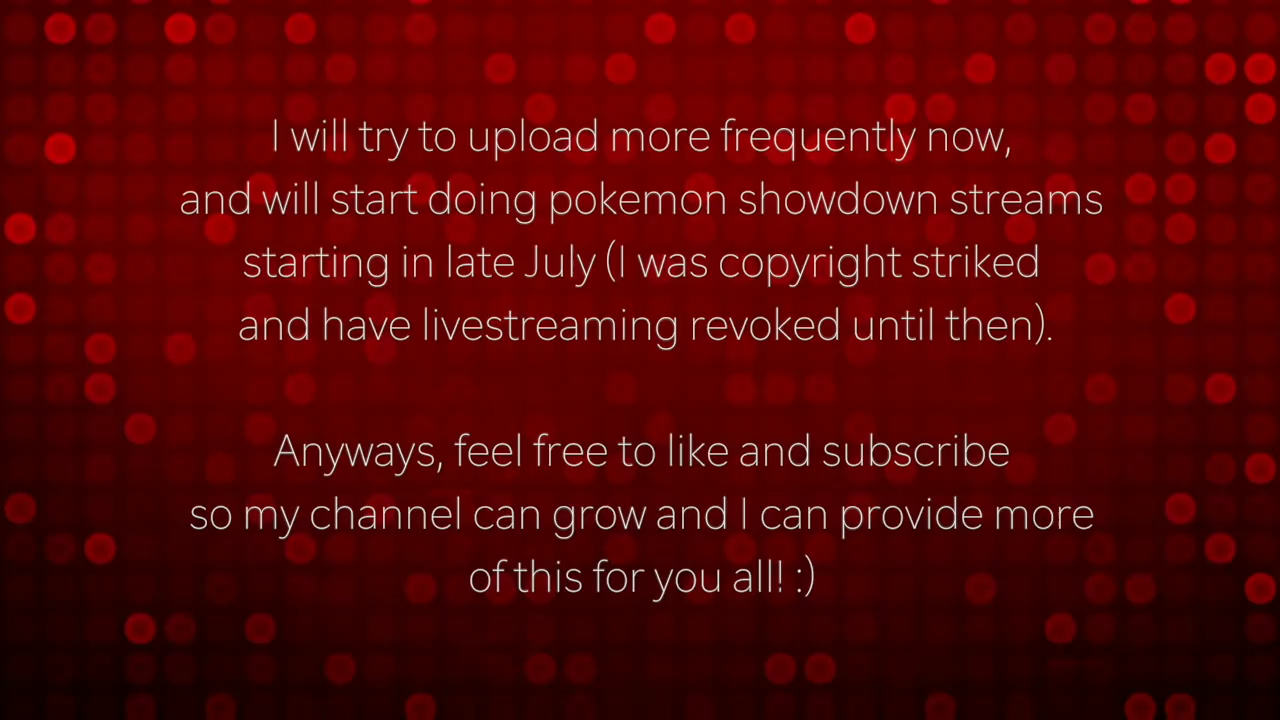 I will try to upload more frequently now,
and will start doing pokemon showdown streams
starting in late July (I was copyright striked
and have livestreaming revoked until then).
Anyways, feel free to like and subscribe
so my channel can grow and I can provide more
of this for you all! :)